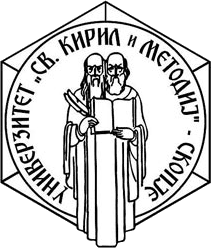 УНИВЕРЗИТЕТ „СВ. КИРИЛ И МЕТОДИЈ" - СКОПЈЕ